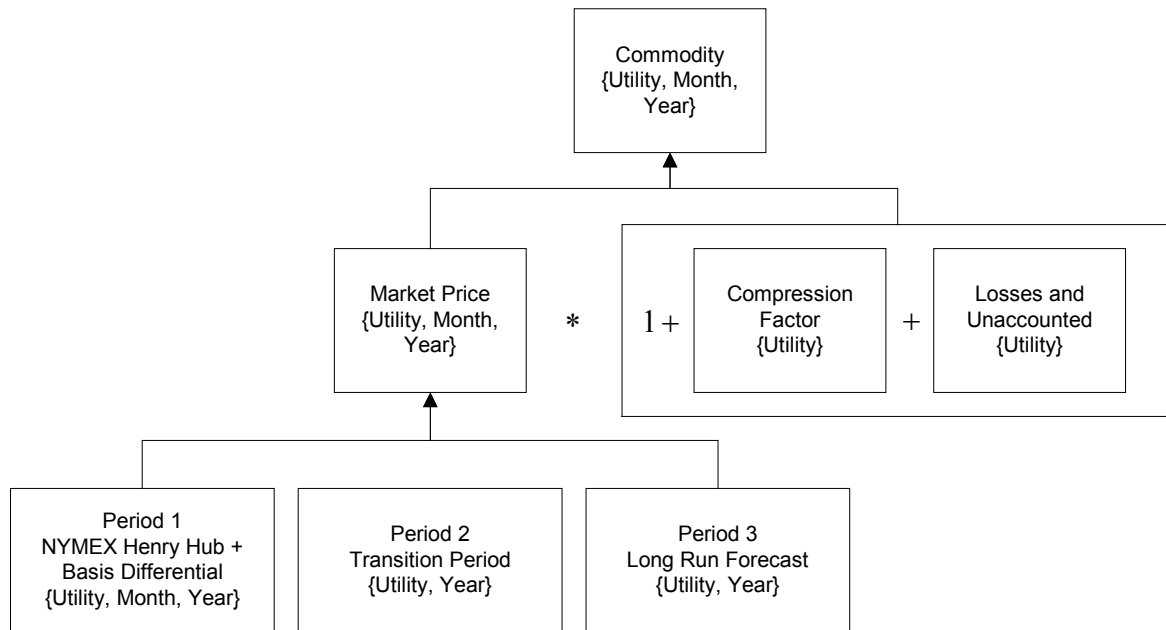 Commodity
{Utility, Month,
Year}
Market Price
{Utility, Month,
Year}
*
1 +
Compression
Factor
{Utility}
+
Losses and
Unaccounted
{Utility}
Period 1
NYMEX Henry Hub +
Basis Differential
{Utility, Month, Year}
Period 2
Transition Period
{Utility, Year}
Period 3
Long Run Forecast
{Utility, Year}